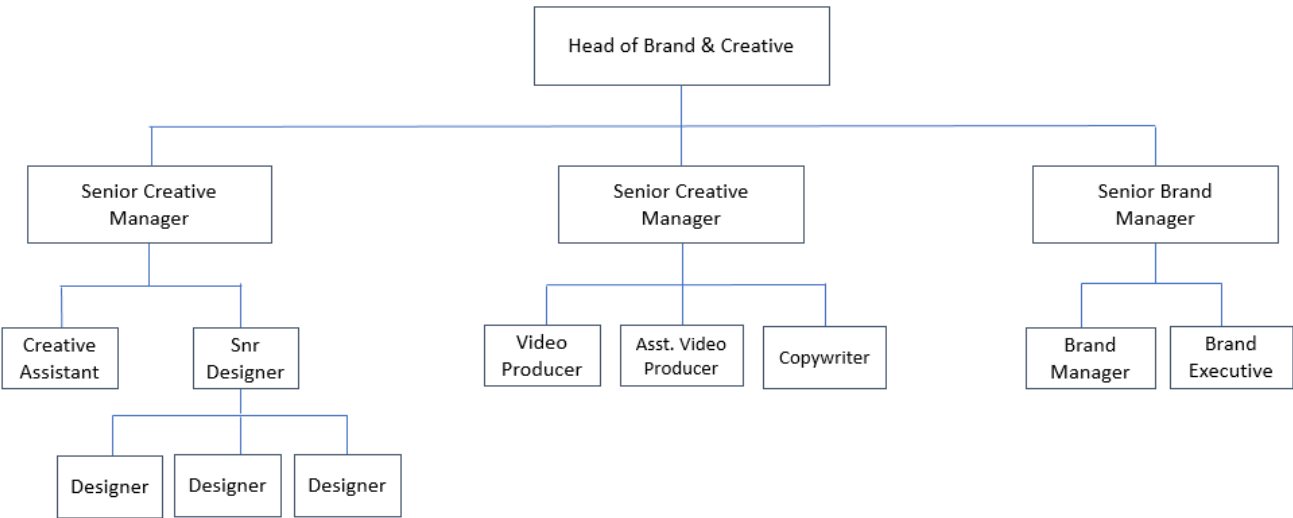 Head of Brand & Creative
Senior Creative
Manager
Senior Creative
Manager
Senior Brand
Manager
Creative
Assistant
Snr
Designer
Video
Producer
Asst. Video
Producer
Copywriter
Brand
Manager
Brand
Executive
Designer
Designer
Designer